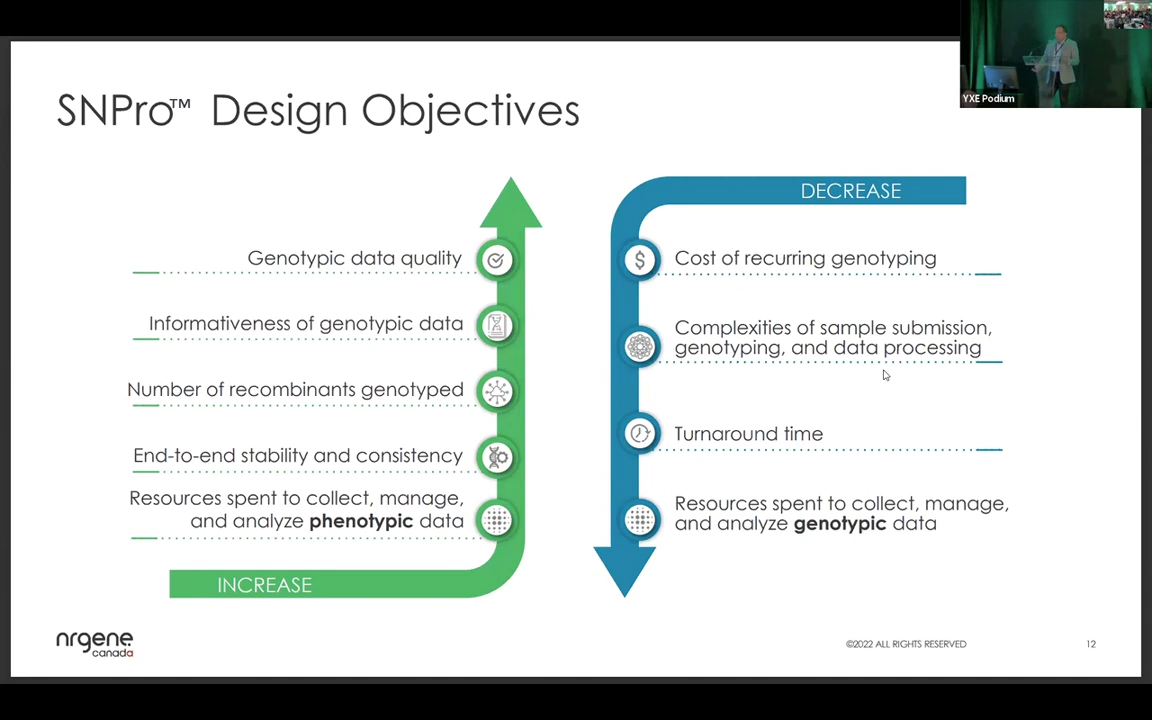 YXE Podium
SNPro™ Design Objectives
Genotypic data quality
Informativeness of genotypic data
Number of recombinants genotyped
End-to-end stability and consistency
Resources spent to collect, manage,
and analyze phenotypic data
INCREASE
DECREASE
Cost of recurring genotyping
Complexities of sample submission,
genotyping, and data processing
Turnaround time
Resources spent to collect, manage,
and analyze genotypic data
nrgene
canada
©2022 ALL RIGHTS RESERVED
12
$